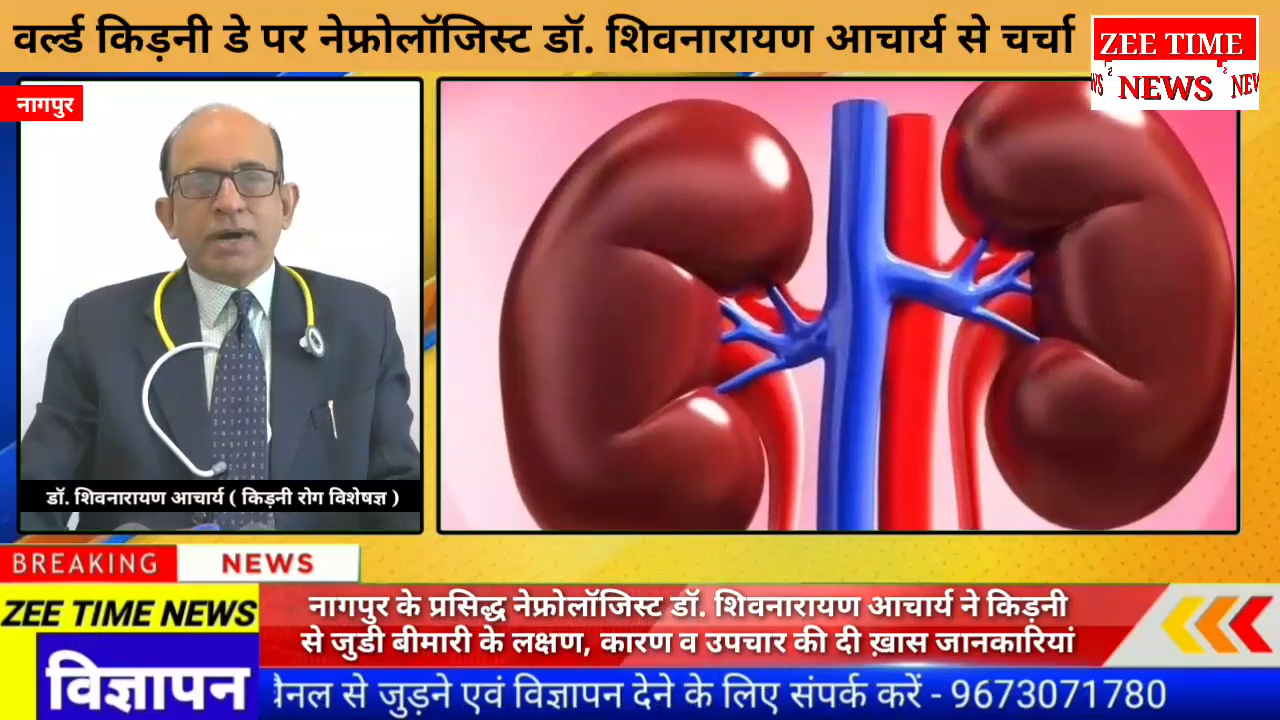 वर्ल्ड किड़नी डे पर नेफ्रोलॉजिस्ट डॉ. शिवनारायण आचार्य से चर्चा
ZEE TIME
NEWS
नागपुर
डॉ. शिवनारायण आचार्य ( किड़नी रोग विशेषज्ञ )
BREAKING NEWS
ZEE TIME NEWS
नागपुर के प्रसिद्ध नेफ्रोलॉजिस्ट डॉ. शिवनारायण आचार्य ने किड़नी
से जुडी बीमारी के लक्षण, कारण व उपचार की दी ख़ास जानकारियां
विज्ञापन
से जुड़ने एवं विज्ञापन देने के लिए संपर्क करें - 9673071780